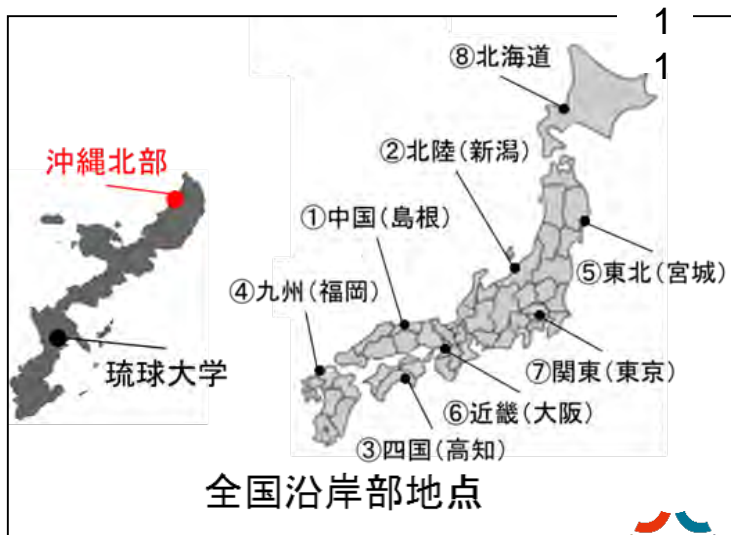 1
1
⑧北海道
②北陸(新潟)
沖縄北部
①中国(島根)
⑤東北(宮城)
④九州(福岡)
琉球大学
⑦関東(東京)
⑥近畿(大阪)
③四国(高知)
全国沿岸部地点